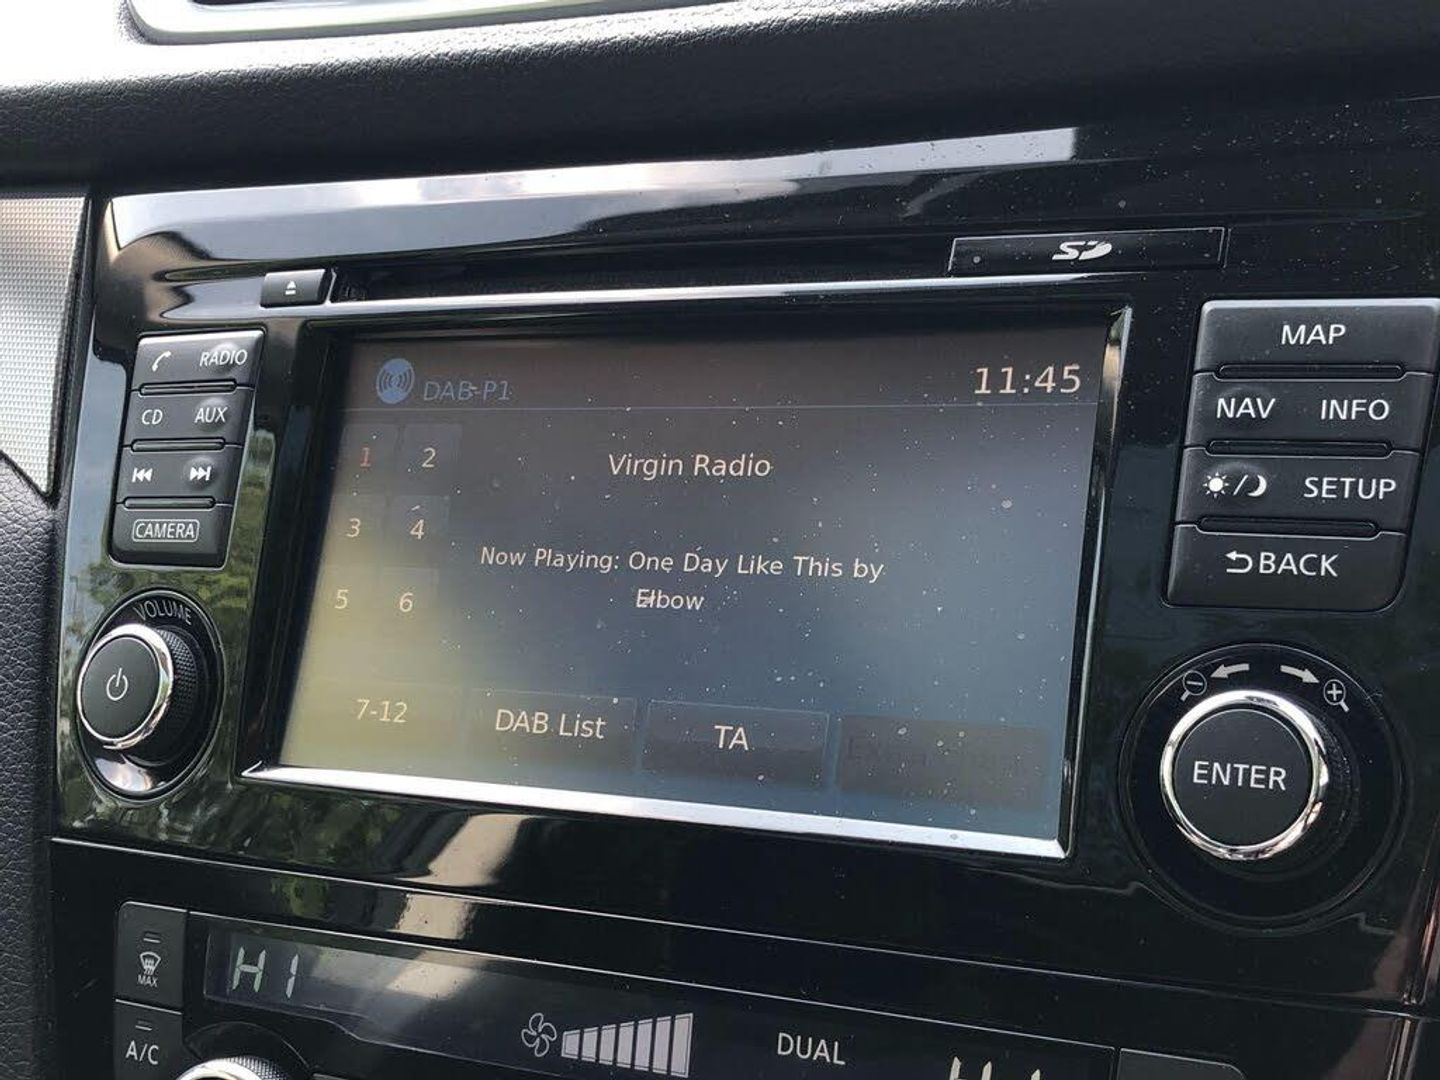 SD
RADIO
CD AUX
CAMERA
VOLUME
DAB-P1 11:45
1 2
3 4
5 6
7-12
Virgin Radio
Now Playing: One Day Like This by
Elbow
DAB List
TA
MAP
NAV INFO
SETUP
BACK
ENTER
MAX
HI
A/C
DUAL